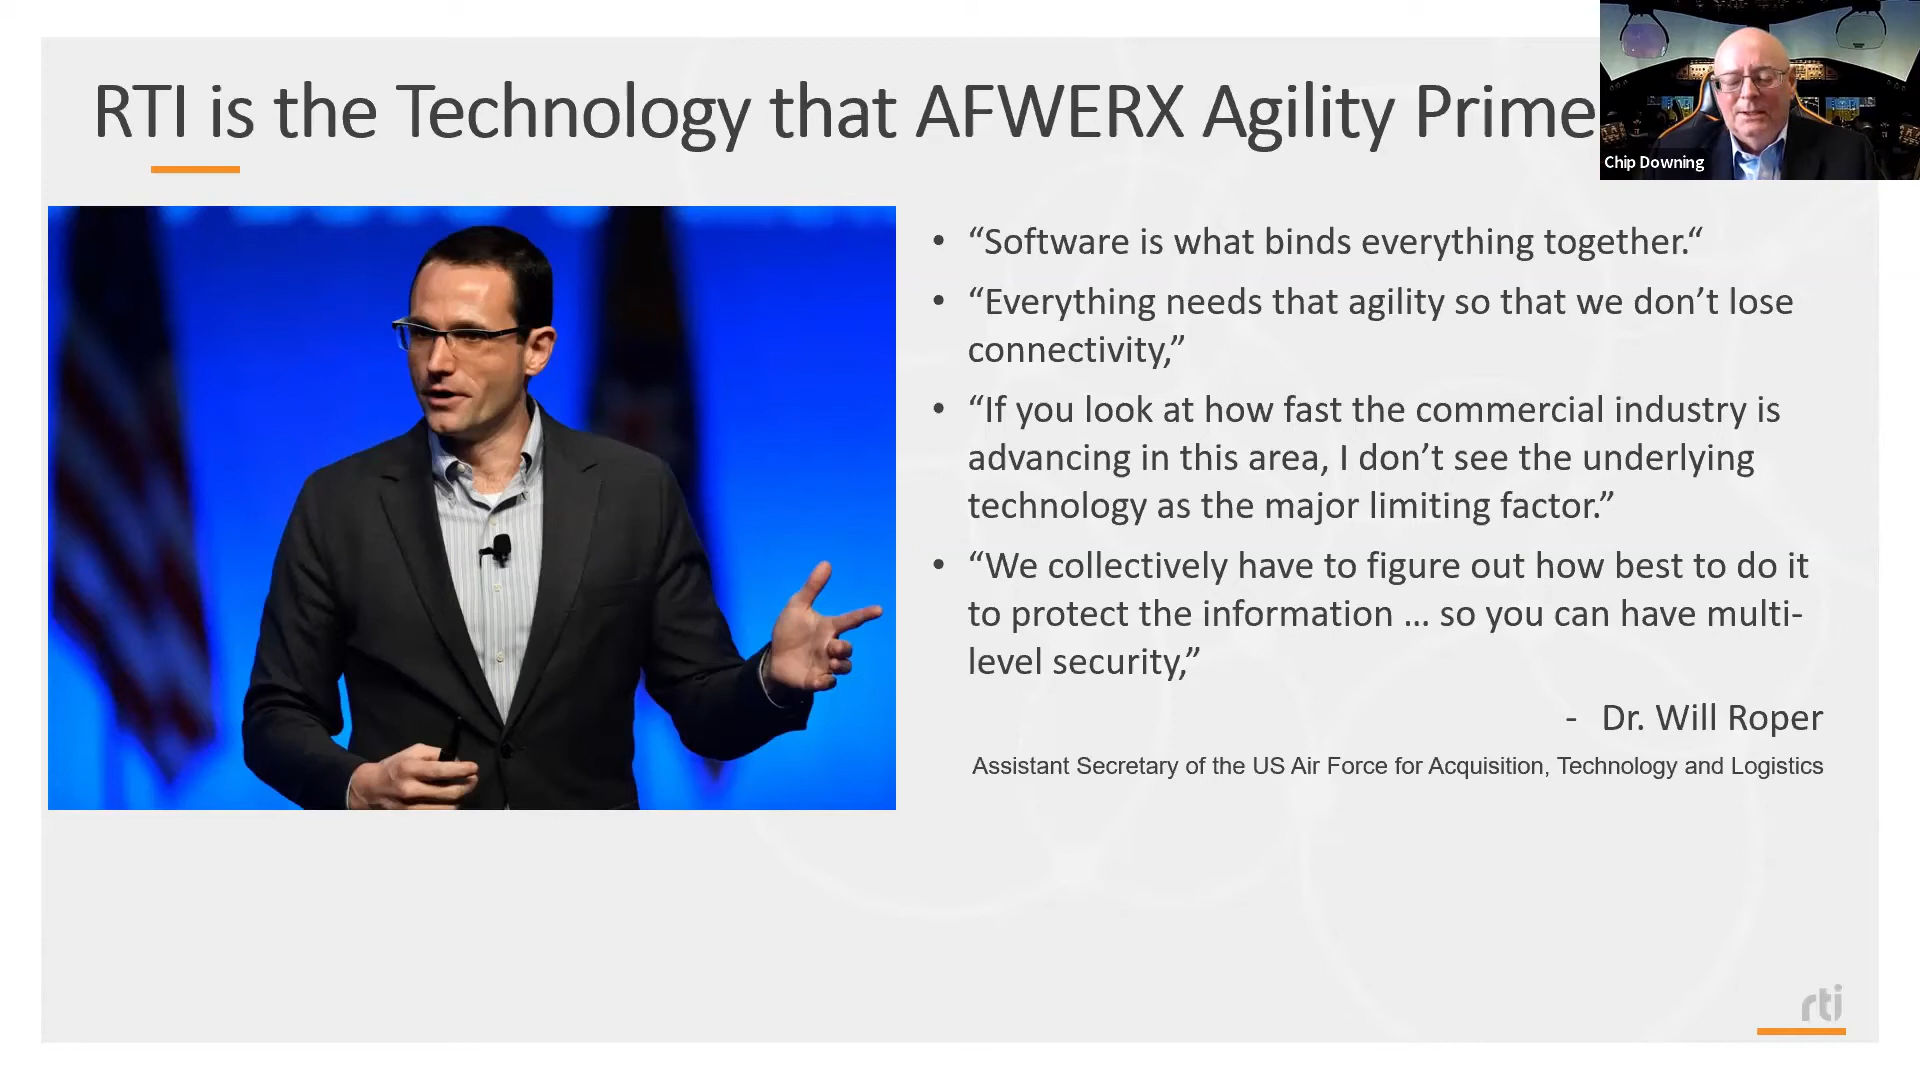 RTI is the Technology that AFWERX Agility Prime
Chip Downing
• “Software is what binds everything together.“
• “Everything needs that agility so that we don’t lose
connectivity,”
• “If you look at how fast the commercial industry is
advancing in this area, I don’t see the underlying
technology as the major limiting factor.”
• “We collectively have to figure out how best to do it
to protect the information … so you can have multi-
level security,”
- Dr. Will Roper
Assistant Secretary of the US Air Force for Acquisition, Technology and Logistics
rti